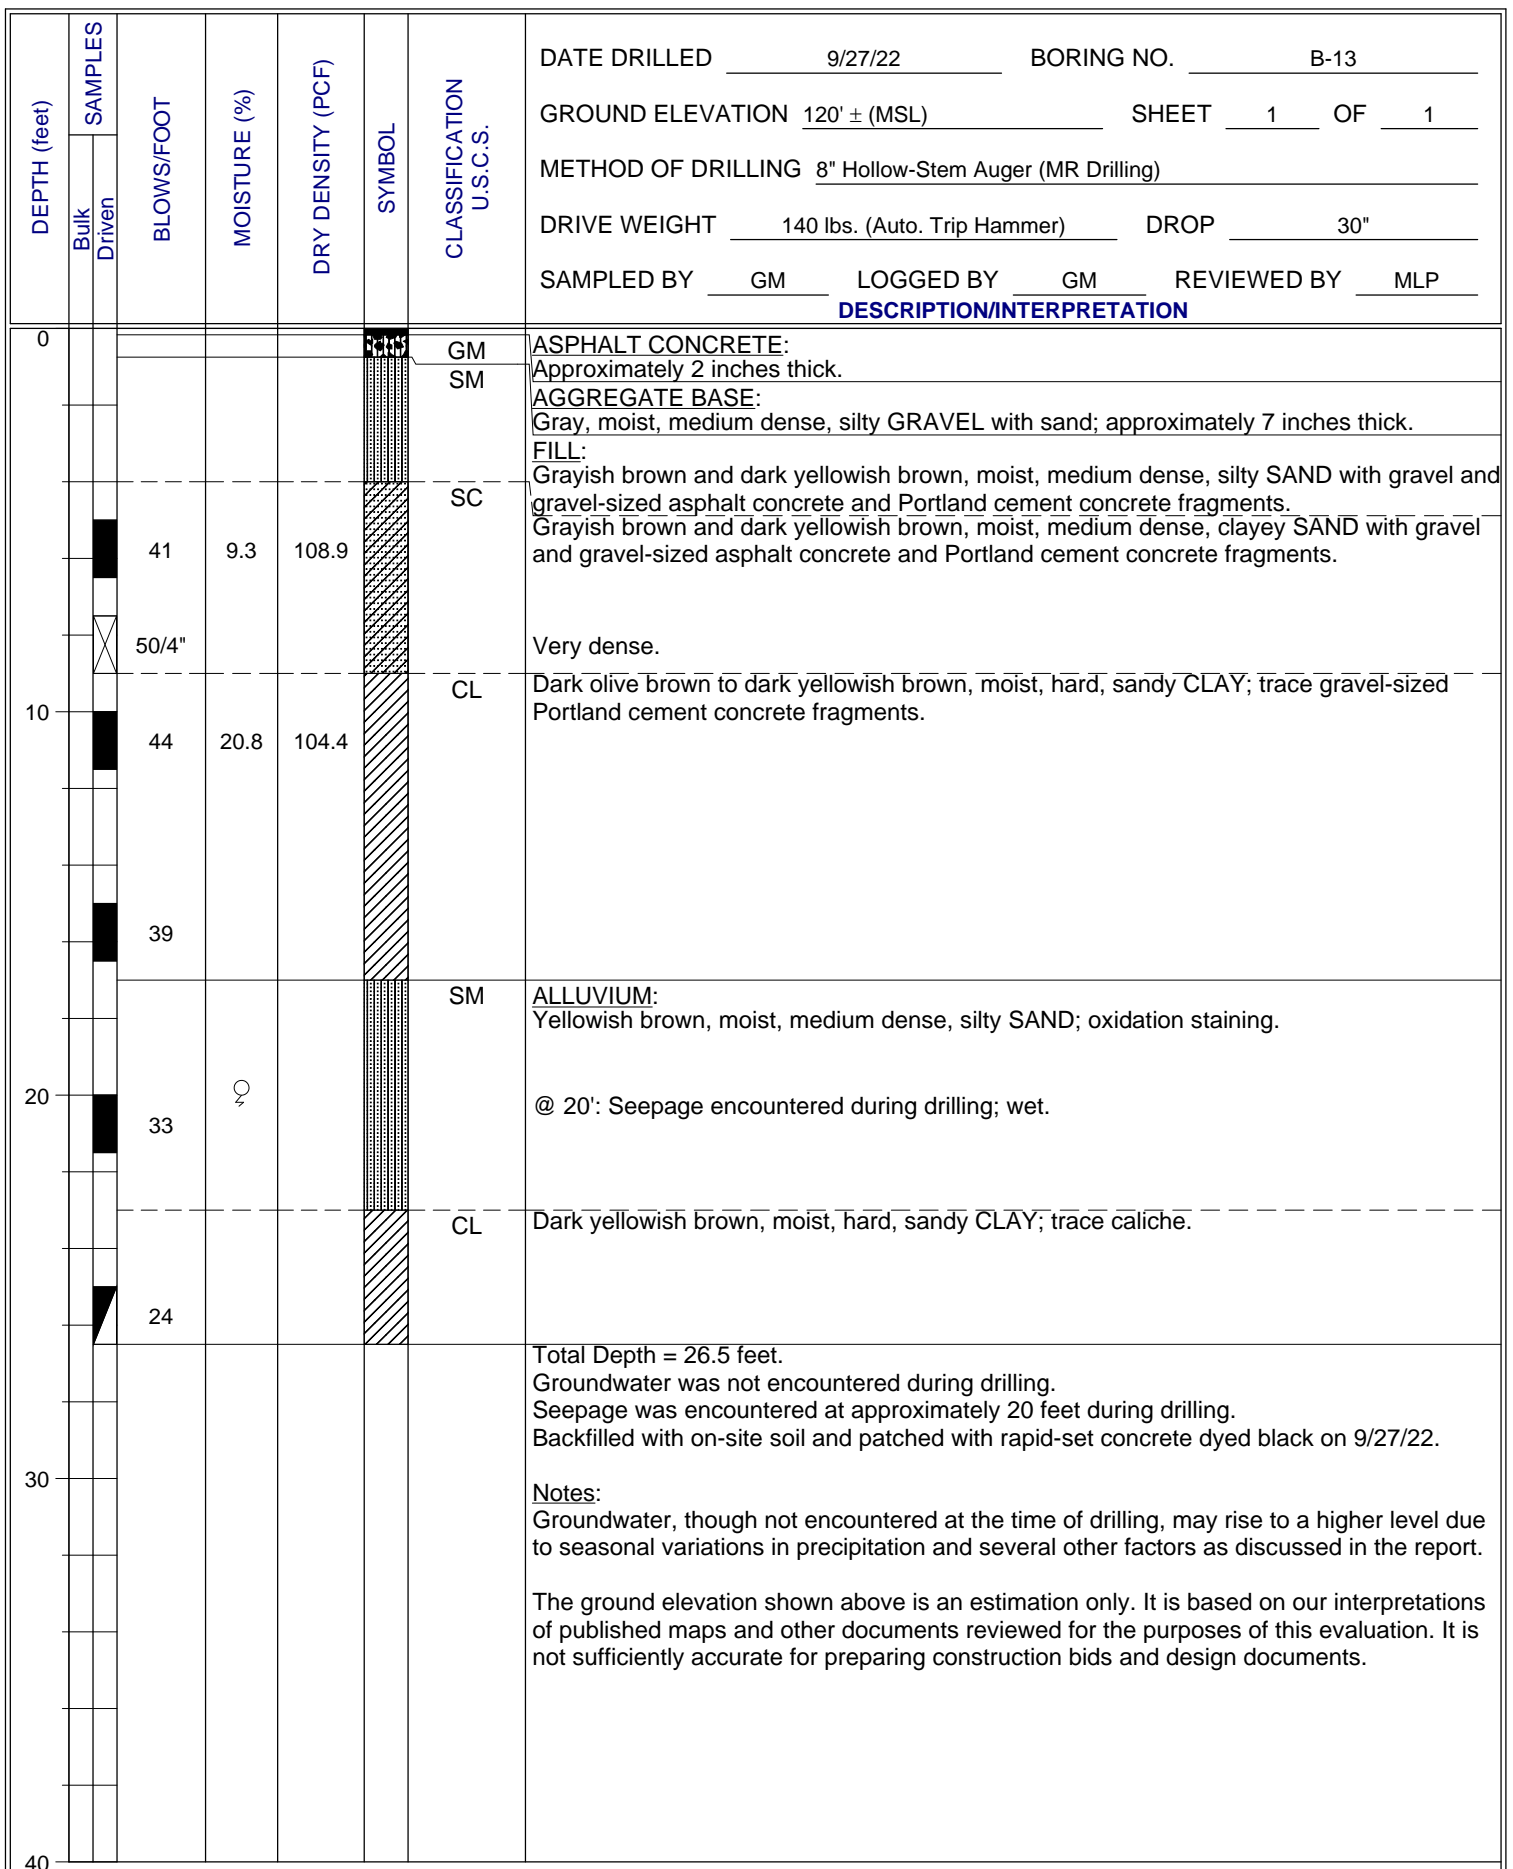 DEPTH (feet)
SAMPLES
Bulk
Driven
BLOWS/FOOT
MOISTURE (%)
DRY DENSITY (PCF)
SYMBOL
CLASSIFICATION
U.S.C.S.
DATE DRILLED 9/27/22 BORING NO. B-13
GROUND ELEVATION 120' ± (MSL) SHEET 1 OF 1
METHOD OF DRILLING 8" Hollow-Stem Auger (MR Drilling)
DRIVE WEIGHT 140 lbs. (Auto. Trip Hammer) DROP 30"
SAMPLED BY GM LOGGED BY GM REVIEWED BY MLP
DESCRIPTION/INTERPRETATION
0
GM ASPHALT CONCRETE:
Approximately 2 inches thick.
SM
AGGREGATE BASE:
Gray, moist, medium dense, silty GRAVEL with sand; approximately 7 inches thick.
FILL:
Grayish brown and dark yellowish brown, moist, medium dense, silty SAND with gravel and
SC gravel-sized asphalt concrete and Portland cement concrete fragments.
Grayish brown and dark yellowish brown, moist, medium dense, clayey SAND with gravel
41 9.3 108.9 and gravel-sized asphalt concrete and Portland cement concrete fragments.
50/4" Very dense.
CL Dark olive brown to dark yellowish brown, moist, hard, sandy CLAY; trace gravel-sized
10 Portland cement concrete fragments.
44 20.8 104.4
39
SM ALLUVIUM:
Yellowish brown, moist, medium dense, silty SAND; oxidation staining.
20 @ 20': Seepage encountered during drilling; wet.
33
CL Dark yellowish brown, moist, hard, sandy CLAY; trace caliche.
24
Total Depth = 26.5 feet.
Groundwater was not encountered during drilling.
Seepage was encountered at approximately 20 feet during drilling.
Backfilled with on-site soil and patched with rapid-set concrete dyed black on 9/27/22.
30
Notes:
Groundwater, though not encountered at the time of drilling, may rise to a higher level due
to seasonal variations in precipitation and several other factors as discussed in the report.
The ground elevation shown above is an estimation only. It is based on our interpretations
of published maps and other documents reviewed for the purposes of this evaluation. It is
not sufficiently accurate for preparing construction bids and design documents.
40